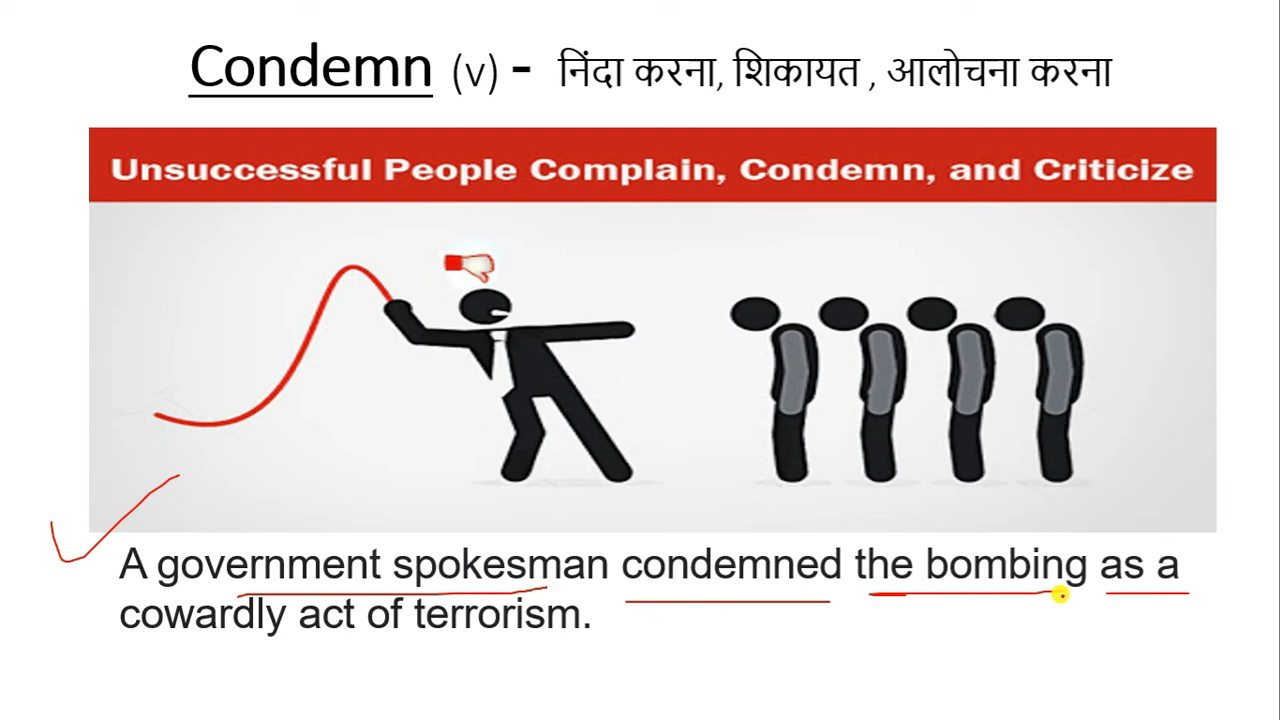 Condemn (v) - निंदा करना, शिकायत , आलोचना करना
Unsuccessful People Complain, Condemn, and Criticize
A government spokesman condemned the bombing as a
cowardly act of terrorism.